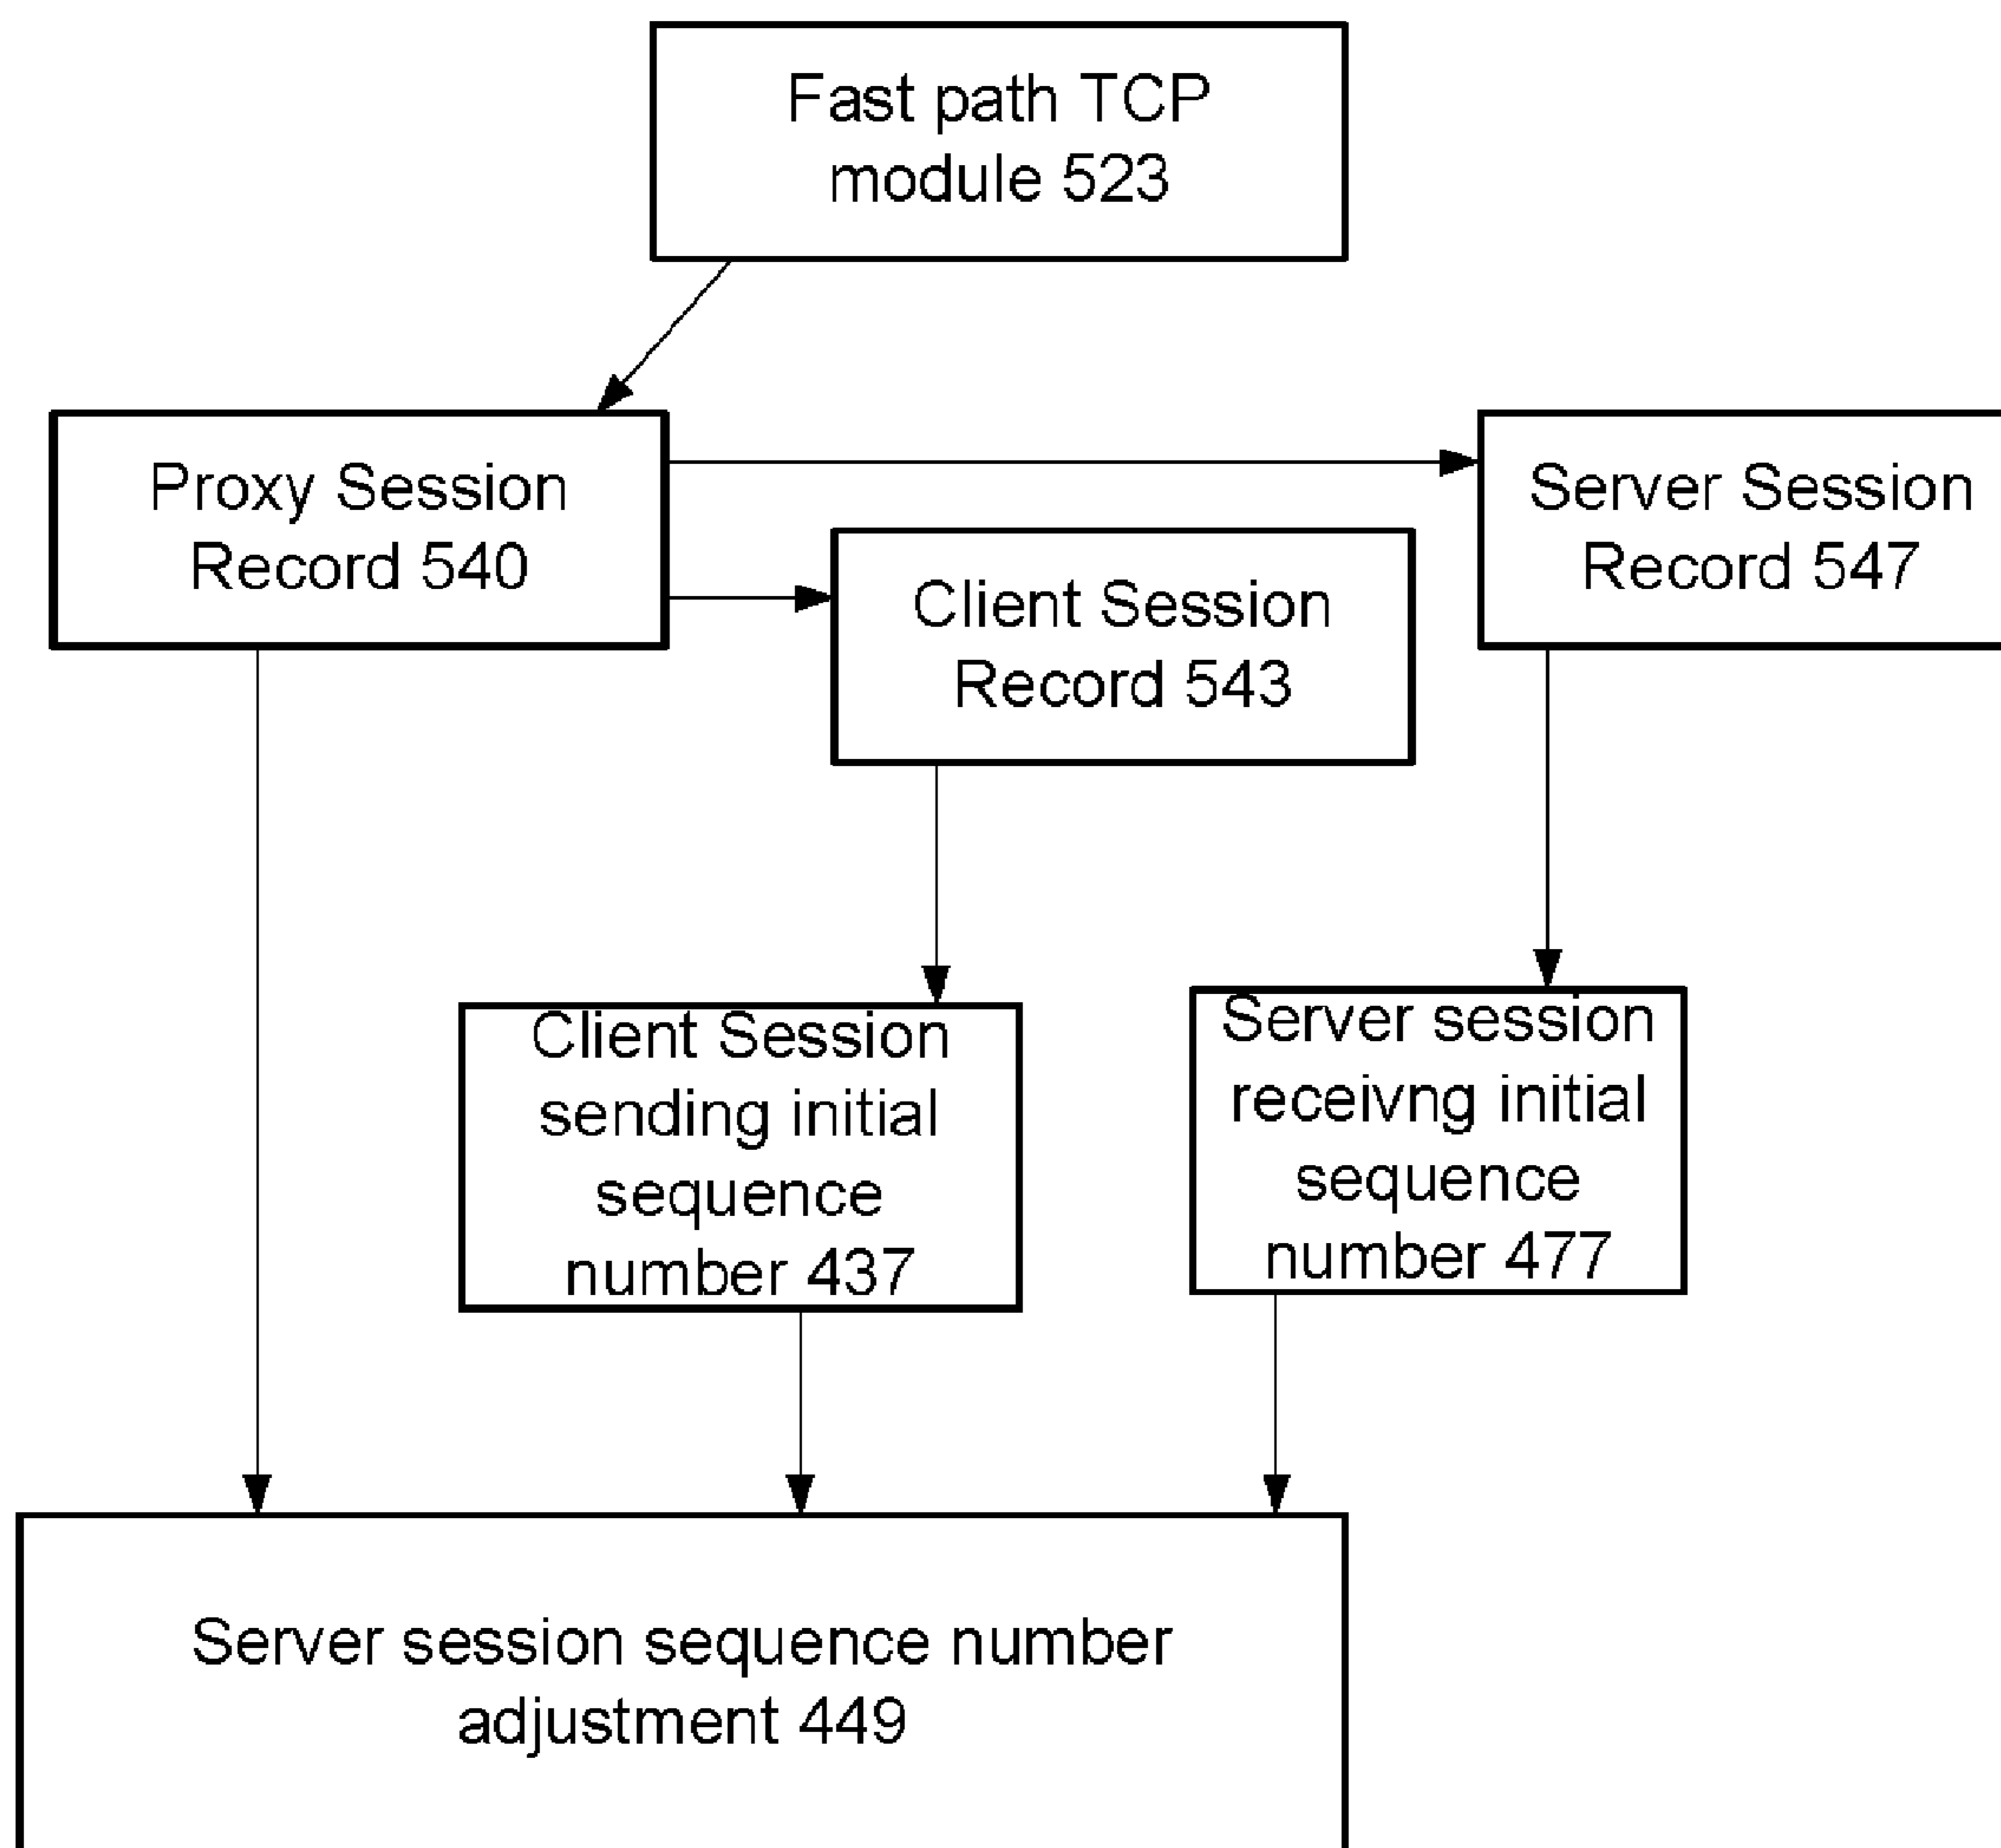 Fast path TCP
module 523
Proxy Session
Record 540
Server Session
Record 547
Client Session
Record 543
Client Session
sending initial
sequence
number 437
Server session
receivng initial
sequence
number 477
Server session sequence number
adjustment 449